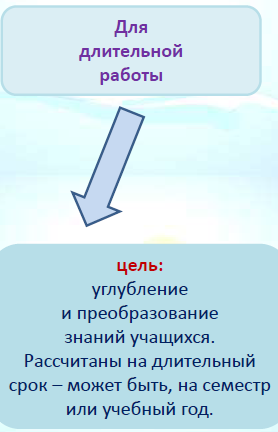 Для
длительной
работы
цель:
углубление
и преобразование
знаний учащихся.
Рассчитаны на длительный
срок – может быть, на семестр
или учебный год.